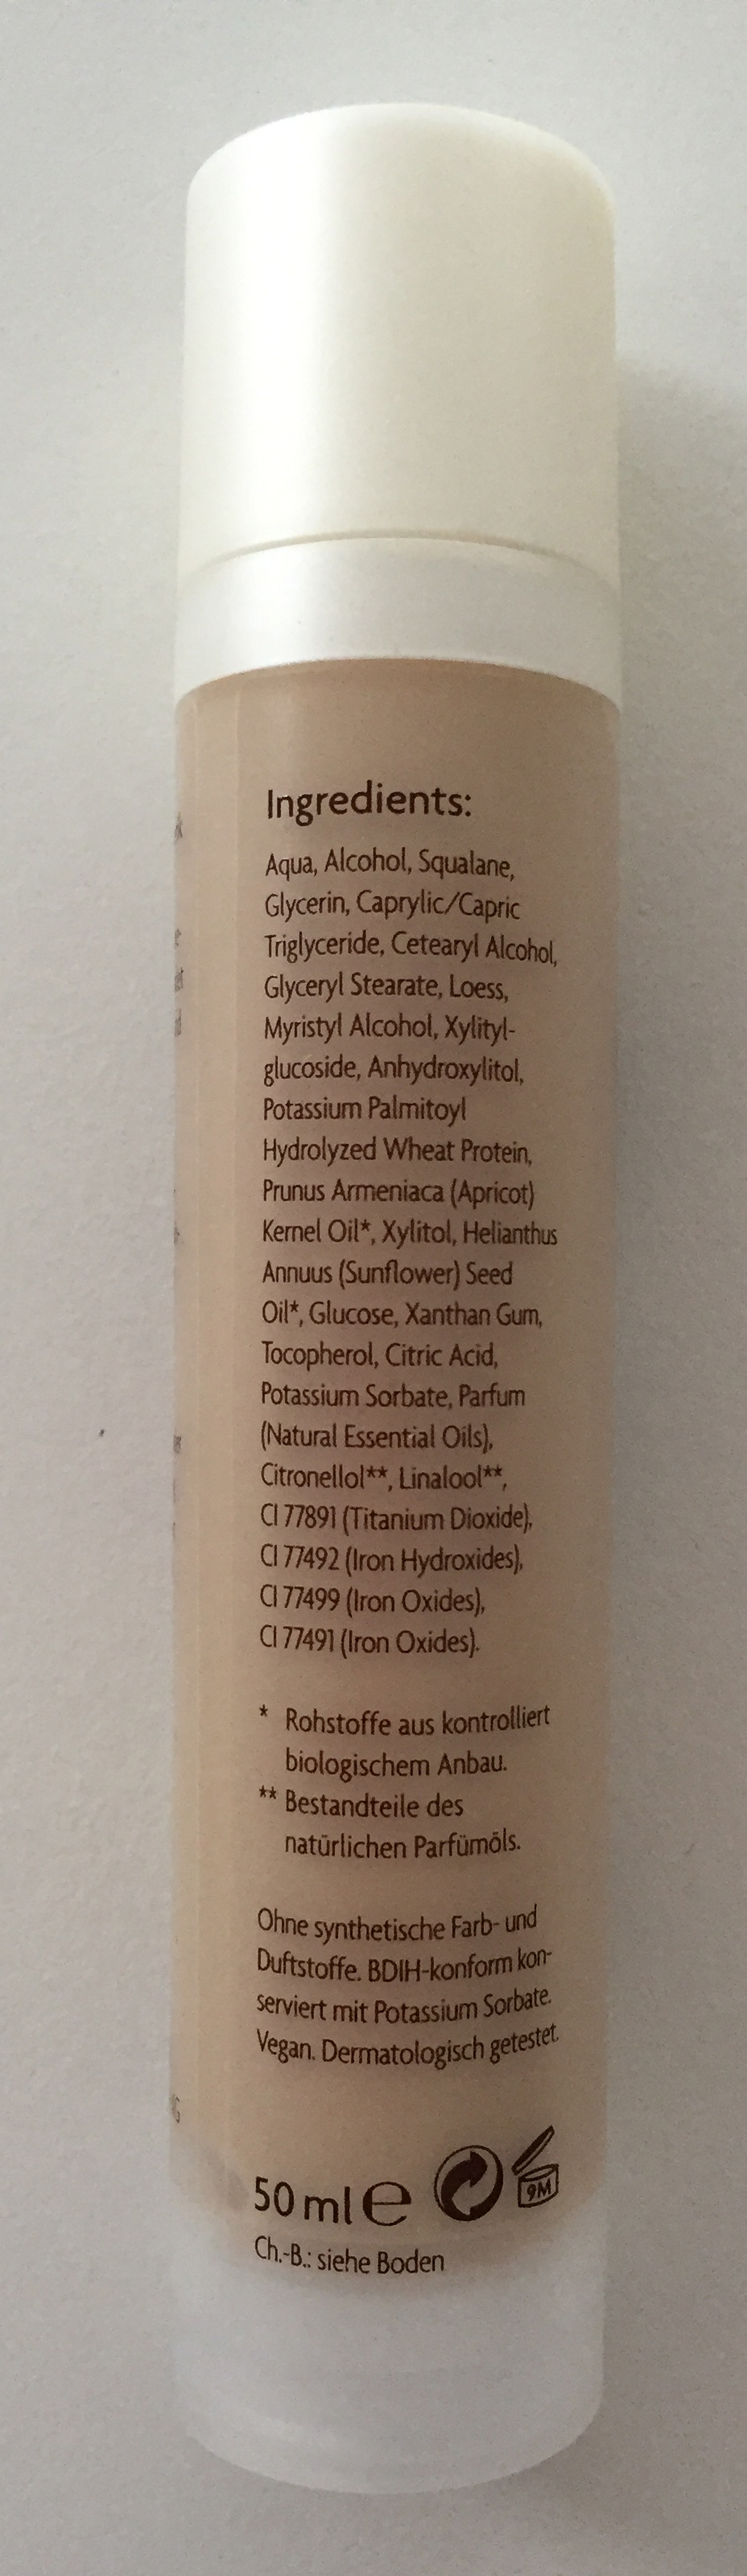 Ingredients:
Aqua, Alcohol, Squalane,
Glycerin, Caprylic/Capric
Triglyceride, Cetearyl Alcohol,
Glyceryl Stearate, Loess,
Myristyl Alcohol, Xylityl-
glucoside, Anhydroxylitol,
Potassium Palmitoyl
Hydrolyzed Wheat Protein,
Prunus Armeniaca (Apricot)
Kernel Oil*, Xylitol, Helianthus
Annuus (Sunflower) Seed
Oil*, Glucose, Xanthan Gum,
Tocopherol, Citric Acid,
Potassium Sorbate, Parfum
(Natural Essential Oils),
Citronellol**, Linalool**,
CI 77891 (Titanium Dioxide),
CI 77492 (Iron Hydroxides),
CI 77499 (Iron Oxides),
CI 77491 (Iron Oxides).
* Rohstoffe aus kontrolliert
biologischem Anbau.
** Bestandteile des
natürlichen Parfümöls.
Ohne synthetische Farb- und
Duftstoffe. BDIH-konform kon-
serviert mit Potassium Sorbate.
Vegan. Dermatologisch getestet.
50 ml e 9M
Ch.-B.: siehe Boden